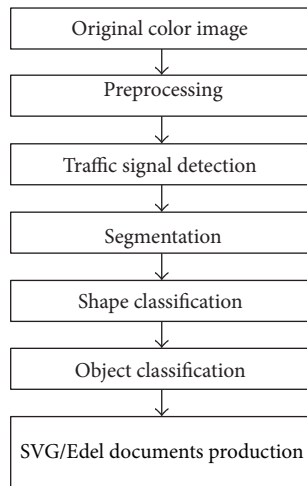 Original color image
Preprocessing
Traffic signal detection
Segmentation
Shape classification
Object classification
SVG/Edel documents production